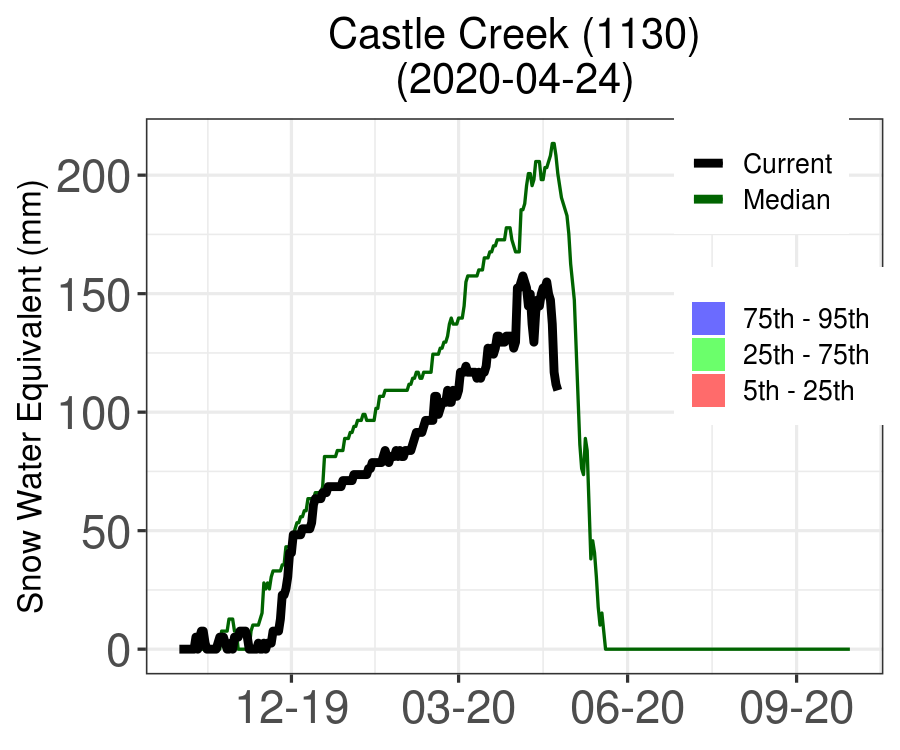 Castle Creek (1130)
(2020-04-24)
Snow Water Equivalent (mm)
200
150
100
50
0
12-19
03-20
06-20
09-20
Current
Median
75th - 95th
25th - 75th
5th - 25th